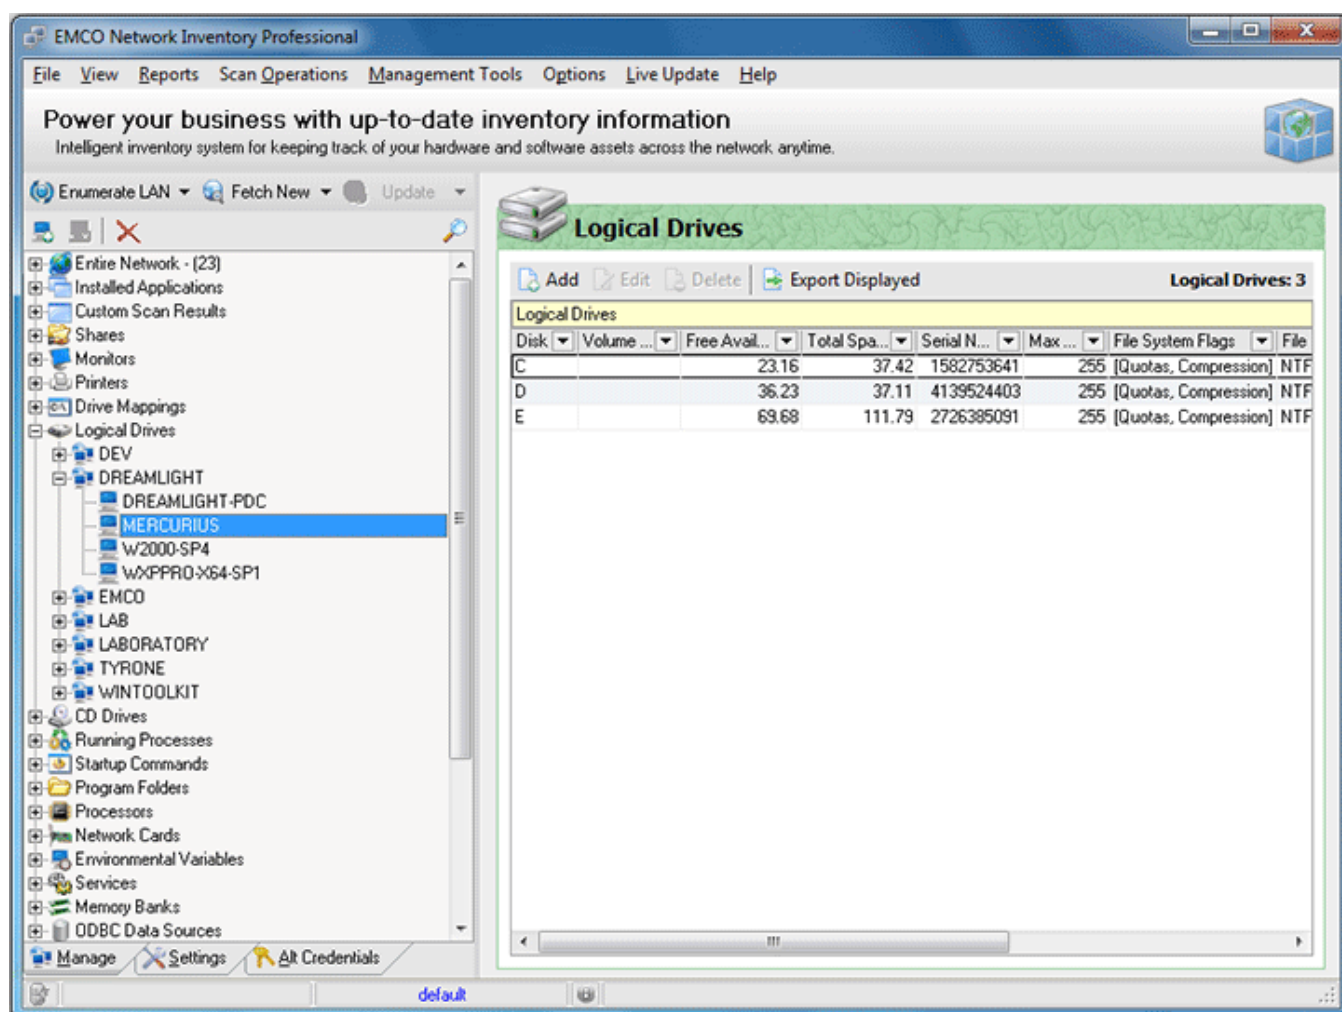 EMCO Network Inventory Professional
File View Reports Scan Operations Management Tools Options Live Update Help
Power your business with up-to-date inventory information
Intelligent inventory system for keeping track of your hardware and software assets across the network anytime.
Enumerate LAN Fetch New Update
Entire Network - (23)
Installed Applications
Custom Scan Results
Shares
Monitors
Printers
Drive Mappings
Logical Drives
DEV
DREAMLIGHT
DREAMLIGHT-PDC
MERCURIUS
W2000-SP4
WXPPRO-X64-SP1
EMCO
LAB
LABORATORY
TYRONE
WINTOOLKIT
CD Drives
Running Processes
Startup Commands
Program Folders
Processors
Network Cards
Environmental Variables
Services
Memory Banks
ODBC Data Sources
Manage Settings Alt Credentials
Logical Drives
Add Edit Delete Export Displayed Logical Drives: 3
Logical Drives
Disk Volume ... Free Avail... Total Spa... Serial N... Max ... File System Flags File
C 23.16 37.42 1582753641 255 [Quotas, Compression] NTF
D 36.23 37.11 4139524403 255 [Quotas, Compression] NTF
E 69.68 111.79 2726385091 255 [Quotas, Compression] NTF
default